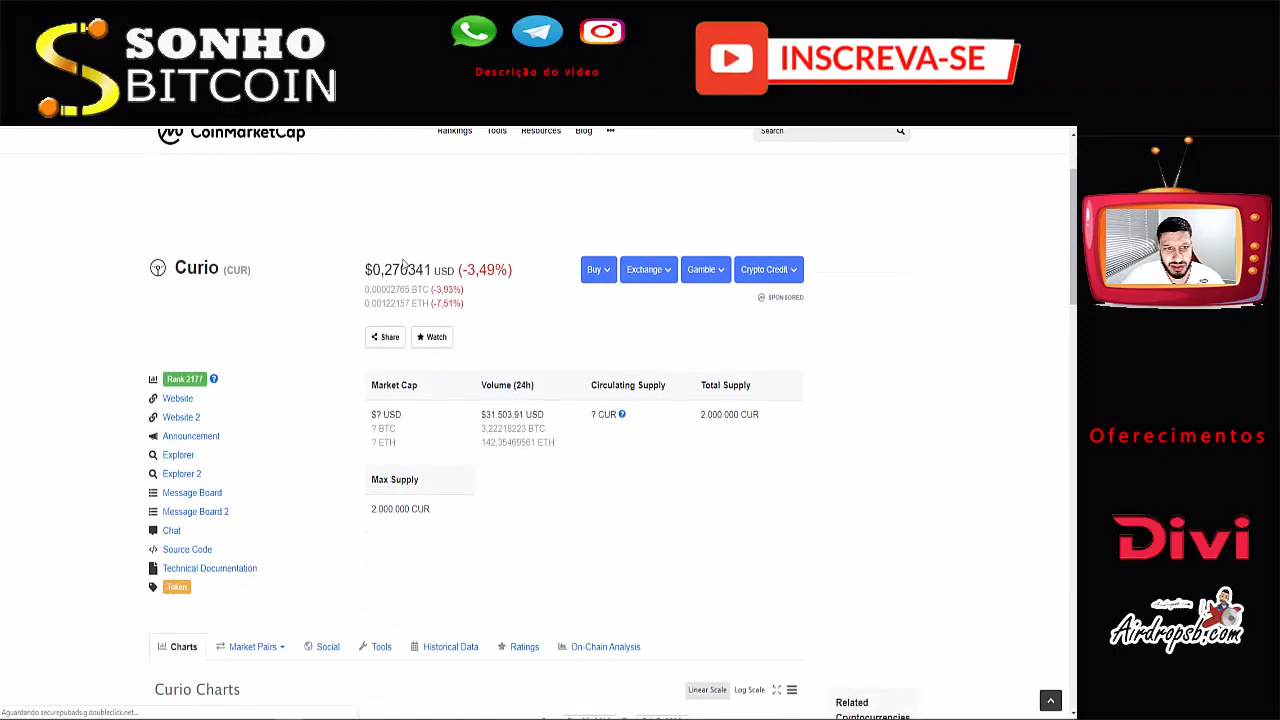 SONHO
BITCOIN
Descrição do vídeo
INSCREVA-SE
CoinMarketCap
Rankings Tools Resources Blog •••
Search
Curio (CUR)
$0,270341 USD (-3,49%)
0,00002765 BTC (-3,93%)
0,00122157 ETH (-7,51%)
Buy Exchange Gamble Crypto Credit
SPONSORED
Share Watch
Rank 2177
Website
Website 2
Announcement
Explorer
Explorer 2
Message Board
Message Board 2
Chat
Source Code
Technical Documentation
Token
Market Cap Volume (24h) Circulating Supply Total Supply
$? USD $31.503,91 USD ? CUR 2.000.000 CUR
? BTC 3,22218223 BTC
? ETH 142,35469561 ETH
Max Supply
2.000.000 CUR
Charts Market Pairs Social Tools Historical Data Ratings On-Chain Analysis
Curio Charts
Linear Scale Log Scale
Related
Cryptocurrencies
Aguardando securepubads.g.doubleclick.net...
Oferecimentos
Divi
Airdropsb.com